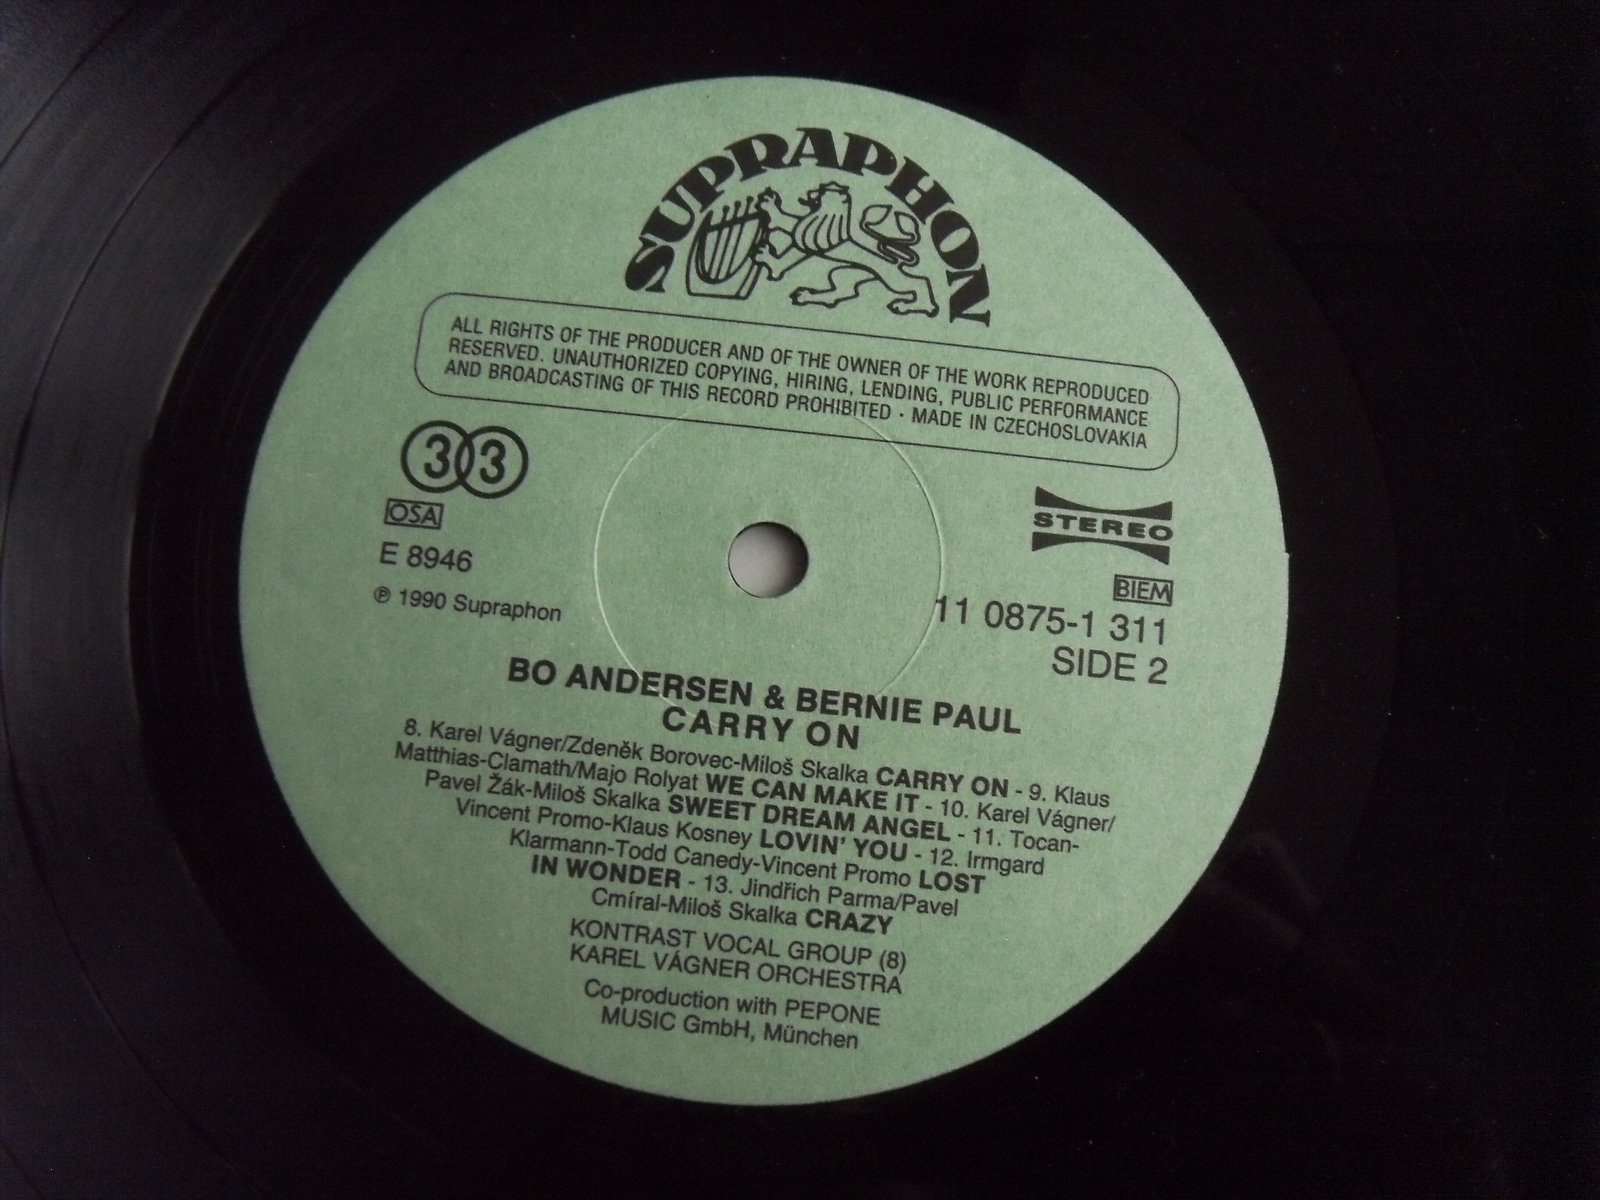 SUPRAPHON
ALL RIGHTS OF THE PRODUCER AND OF THE OWNER OF THE WORK REPRODUCED
RESERVED. UNAUTHORIZED COPYING, HIRING, LENDING, PUBLIC PERFORMANCE
AND BROADCASTING OF THIS RECORD PROHIBITED · MADE IN CZECHOSLOVAKIA
33
STEREO
OSA
E 8946
BIEM
℗ 1990 Supraphon
11 0875-1 311
SIDE 2
BO ANDERSEN & BERNIE PAUL
CARRY ON
8. Karel Vágner/Zdeněk Borovec-Miloš Skalka CARRY ON - 9. Klaus
Matthias-Clamath/Majo Rolyat WE CAN MAKE IT - 10. Karel Vágner/
Pavel Žák-Miloš Skalka SWEET DREAM ANGEL - 11. Tocan-
Vincent Promo-Klaus Kosney LOVIN' YOU - 12. Irmgard
Klarmann-Todd Canedy-Vincent Promo LOST
IN WONDER - 13. Jindřich Parma/Pavel
Cmíral-Miloš Skalka CRAZY
KONTRAST VOCAL GROUP (8)
KAREL VÁGNER ORCHESTRA
Co-production with PEPONE
MUSIC GmbH, München